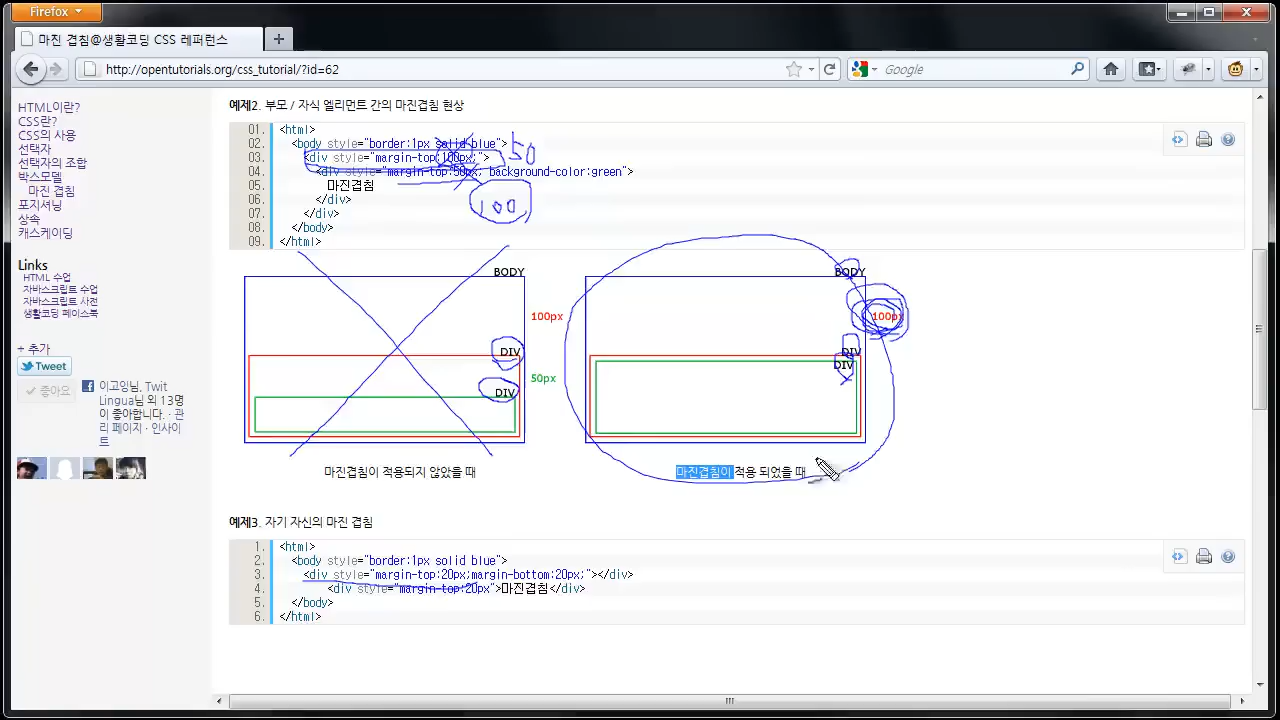 Firefox
마진 겹침@생활코딩 CSS 레퍼런스
http://opentutorials.org/css_tutorial/?id=62
Google
HTML이란?
CSS란?
CSS의 사용
선택자
선택자의 조합
박스모델
마진 겹침
포지셔닝
상속
캐스케이딩
Links
HTML 수업
자바스크립트 수업
자바스크립트 사전
생활코딩 페이스북
+ 추가
Tweet
좋아요
이고잉님, Twit
Lingua님 외 13명
이 좋아합니다. · 관
리 페이지 · 인사이
트
예제2. 부모 / 자식 엘리먼트 간의 마진겹침 현상
01. <html>
02. <body style="border:1px solid blue">
03. <div style="margin-top:100px;">
50
04. <div style="margin-top:50px; background-color:green">
05. 마진겹침
06. </div>
100
07. </div>
08. </body>
09. </html>
BODY
100px
DIV
50px
DIV
마진겹침이 적용되지 않았을 때
BODY
100px
DIV
DIV
마진겹침이 적용 되었을 때
예제3. 자기 자신의 마진 겹침
1. <html>
2. <body style="border:1px solid blue">
3. <div style="margin-top:20px;margin-bottom:20px;"></div>
4. <div style="margin-top:20px">마진겹침</div>
5. </body>
6. </html>